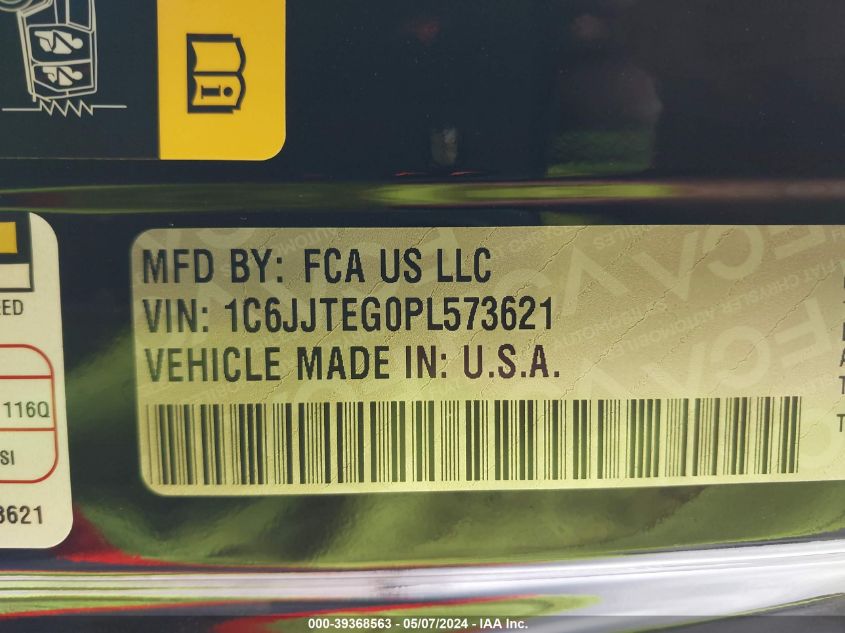 MFD BY: FCA US LLC
VIN: 1C6JJTEG0PL573621
VEHICLE MADE IN: U.S.A.
116Q
SI
3621
000-39368563 - 05/07/2024 - IAA Inc.